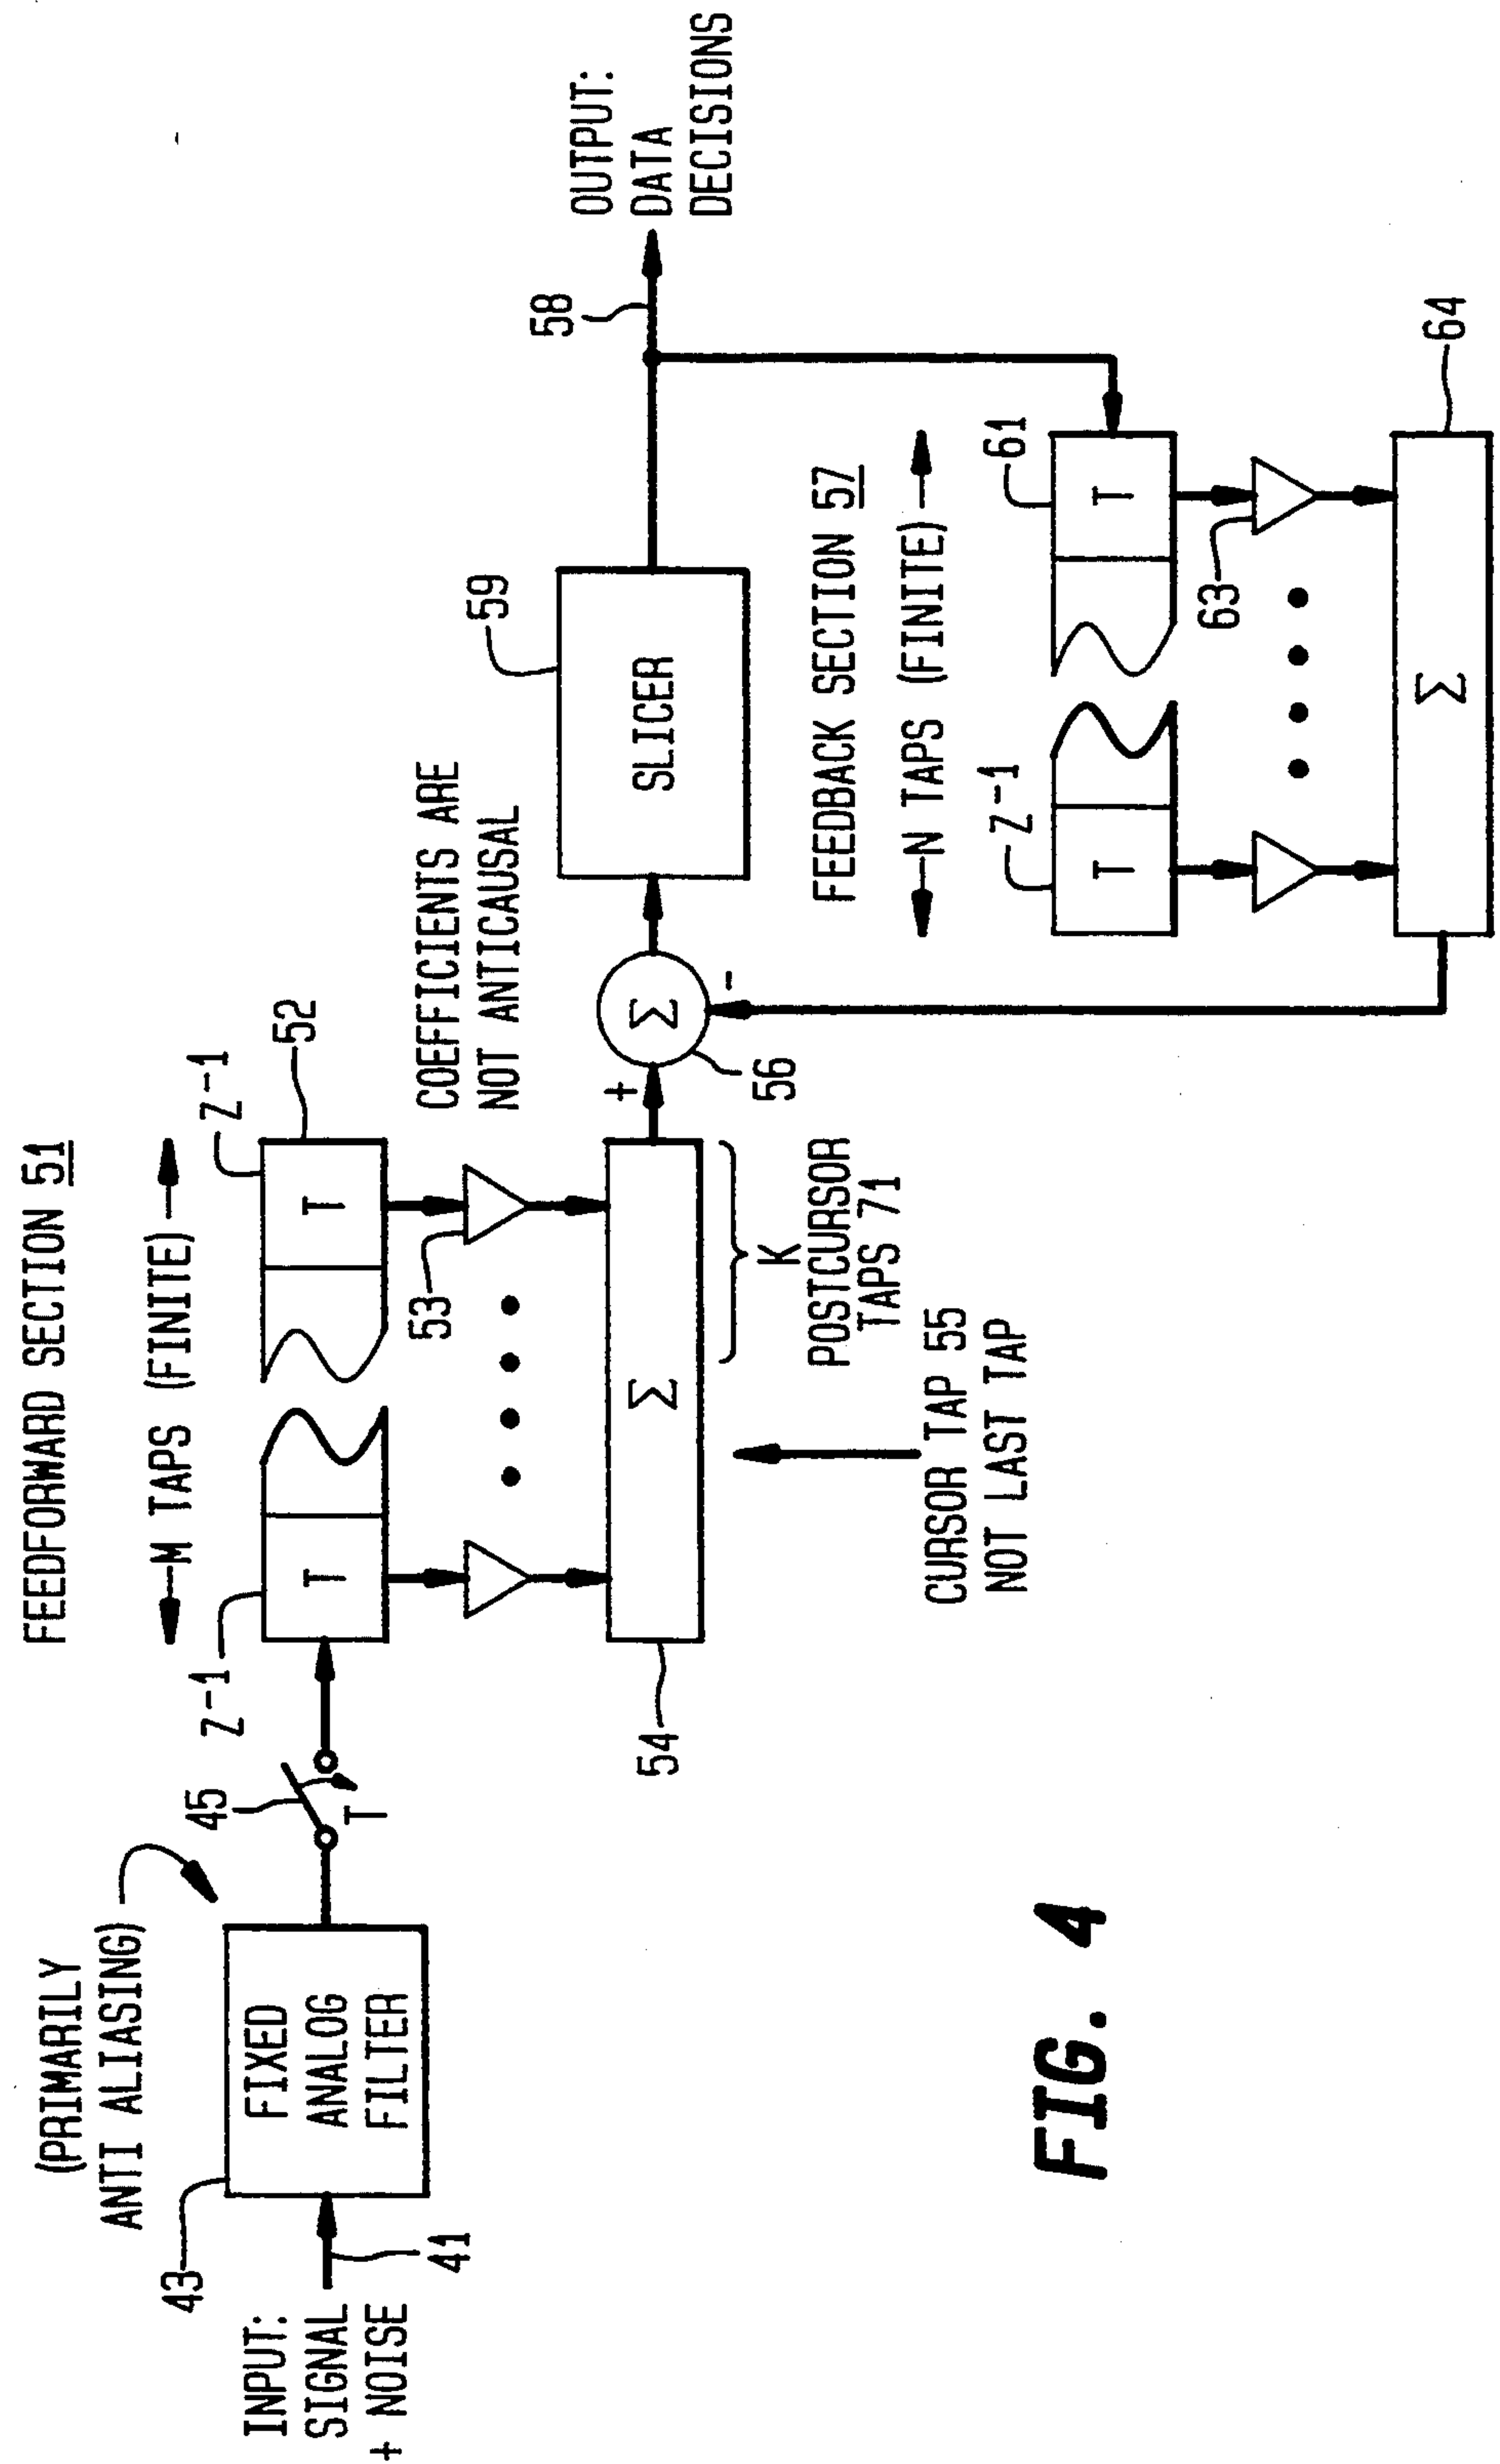 FEEDFORWARD SECTION 51
M TAPS (FINITE)
(PRIMARILY
ANTI ALIASING)
43
INPUT:
SIGNAL
+ NOISE
41
FIXED
ANALOG
FILTER
45
T
Z-1
T
Z-1
T
52
53
54
Σ
K
POSTCURSOR
TAPS 71
CURSOR TAP 55
NOT LAST TAP
COEFFICIENTS ARE
NOT ANTICAUSAL
+
Σ
-
56
SLICER
59
58
OUTPUT:
DATA
DECISIONS
FEEDBACK SECTION 57
N TAPS (FINITE)
Z-1
T
T
61
63
Σ
64
FIG. 4